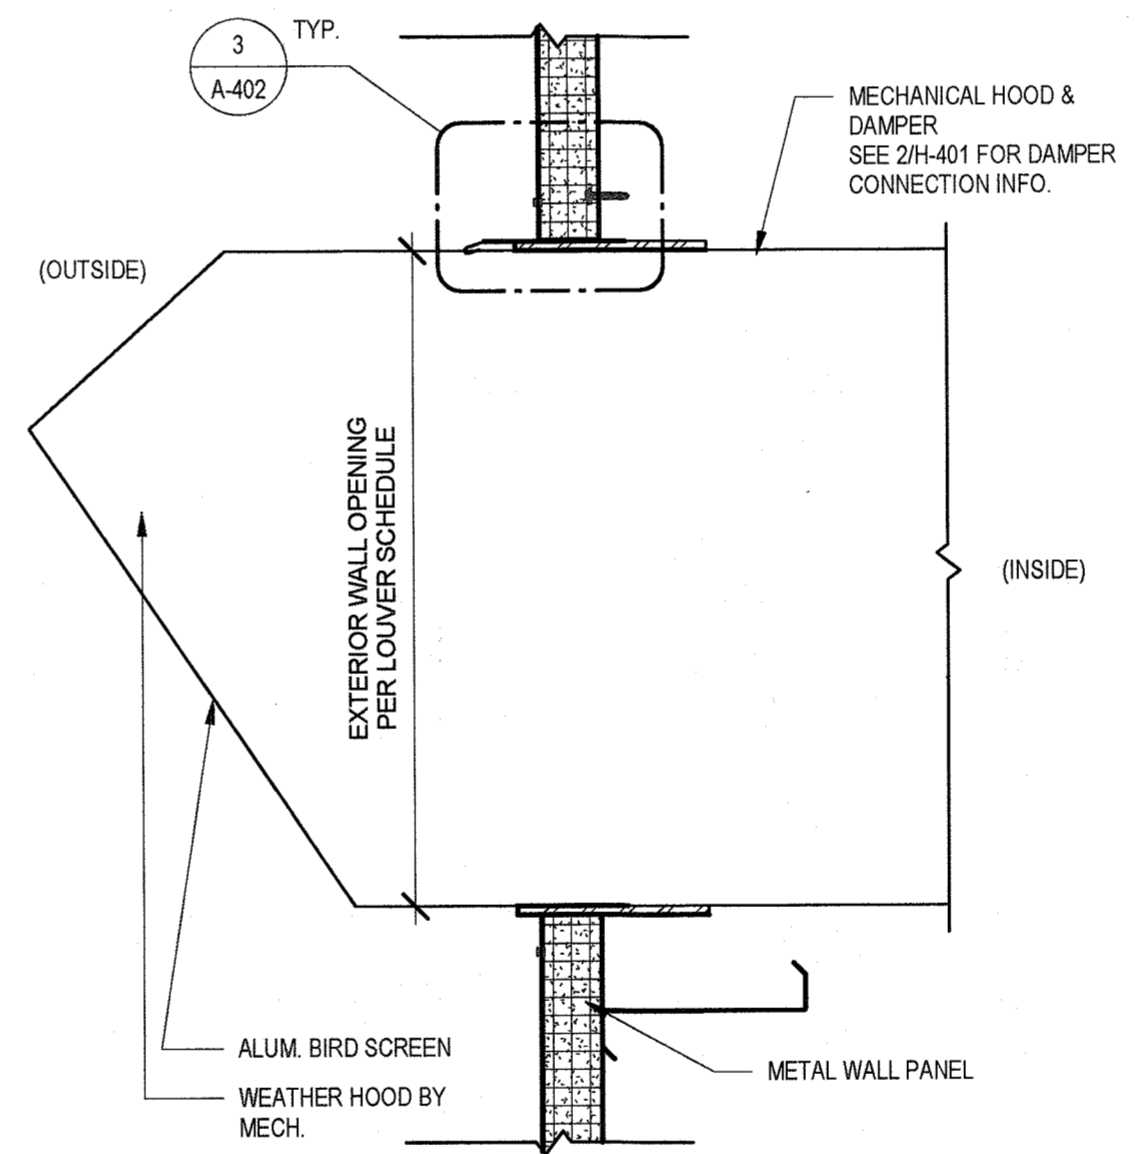 3
TYP.
A-402
MECHANICAL HOOD &
DAMPER
SEE 2/H-401 FOR DAMPER
CONNECTION INFO.
(OUTSIDE)
EXTERIOR WALL OPENING
PER LOUVER SCHEDULE
(INSIDE)
ALUM. BIRD SCREEN
METAL WALL PANEL
WEATHER HOOD BY
MECH.